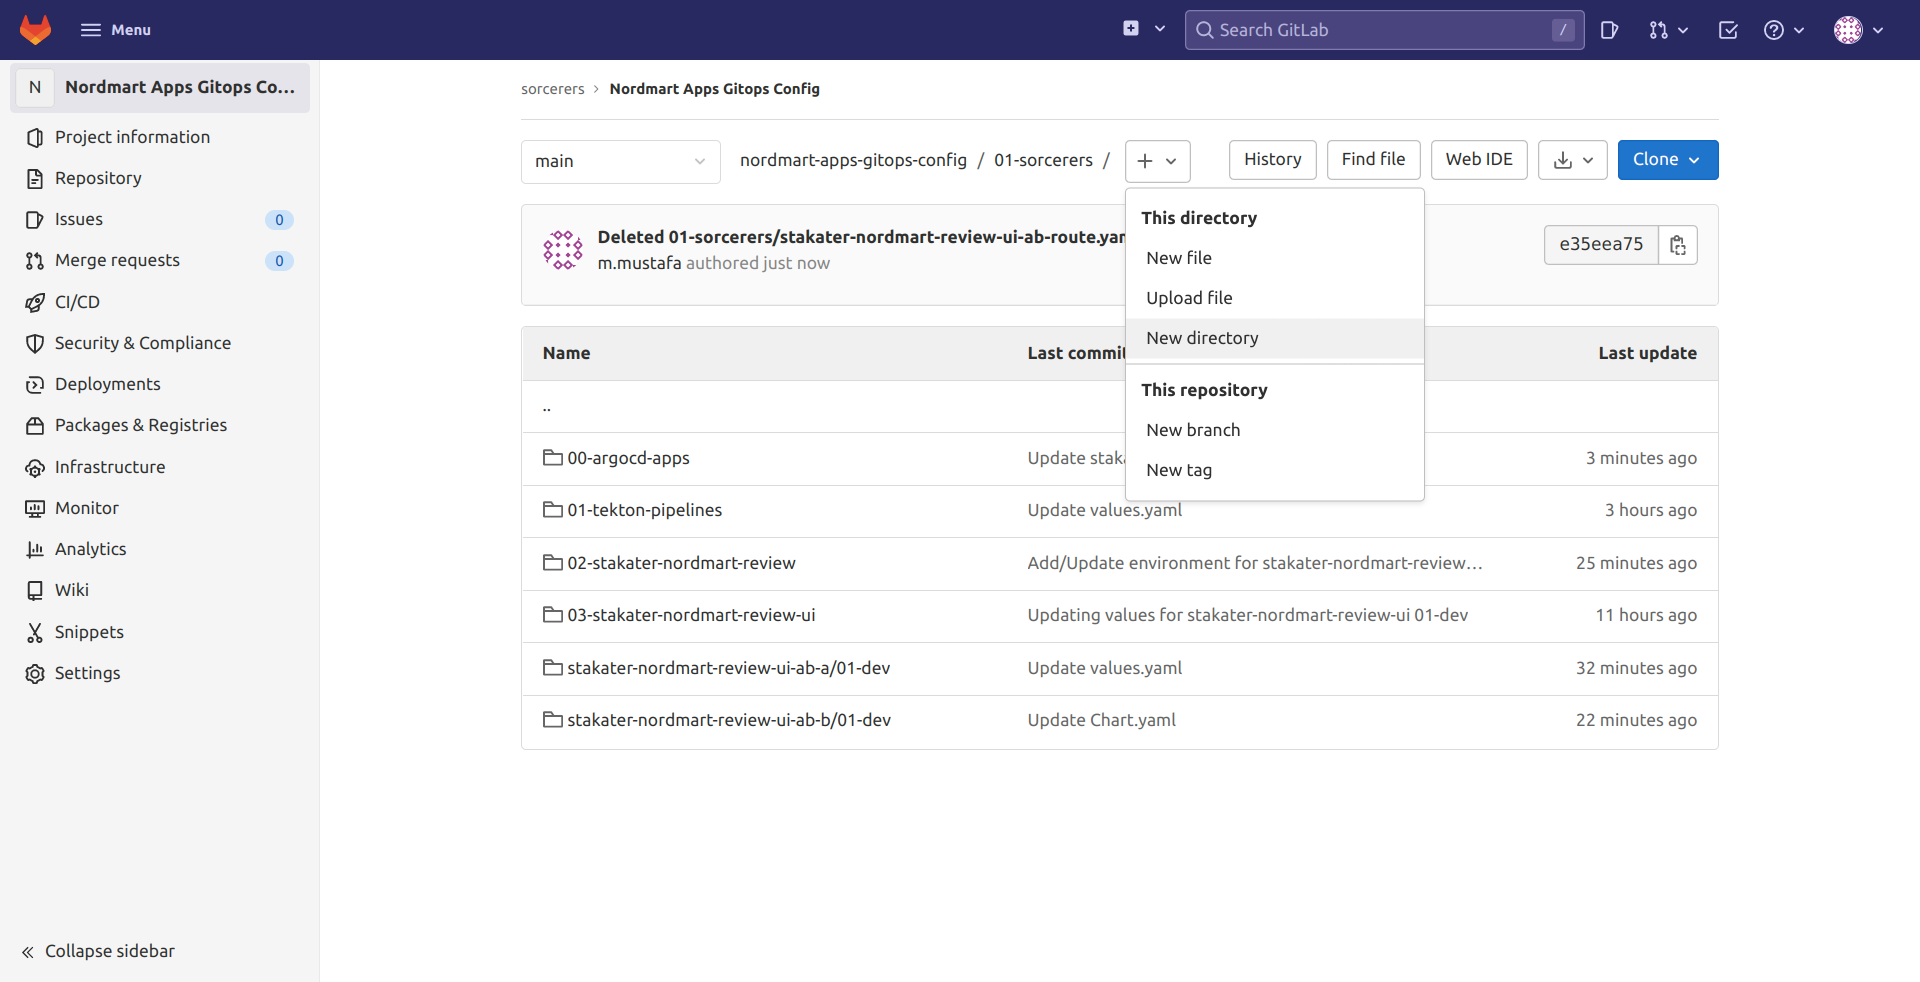 Menu
Search GitLab
/
N
Nordmart Apps Gitops Co...
Project information
Repository
Issues
0
Merge requests
0
CI/CD
Security & Compliance
Deployments
Packages & Registries
Infrastructure
Monitor
Analytics
Wiki
Snippets
Settings
Collapse sidebar
sorcerers > Nordmart Apps Gitops Config
main
nordmart-apps-gitops-config / 01-sorcerers /
History
Find file
Web IDE
Clone
This directory
New file
Upload file
New directory
This repository
New branch
New tag
Deleted 01-sorcerers/stakater-nordmart-review-ui-ab-route.yam
m.mustafa authored just now
e35eea75
Name
Last commit
Last update
..
00-argocd-apps
Update staka
3 minutes ago
01-tekton-pipelines
Update values.yaml
3 hours ago
02-stakater-nordmart-review
Add/Update environment for stakater-nordmart-review...
25 minutes ago
03-stakater-nordmart-review-ui
Updating values for stakater-nordmart-review-ui 01-dev
11 hours ago
stakater-nordmart-review-ui-ab-a/01-dev
Update values.yaml
32 minutes ago
stakater-nordmart-review-ui-ab-b/01-dev
Update Chart.yaml
22 minutes ago